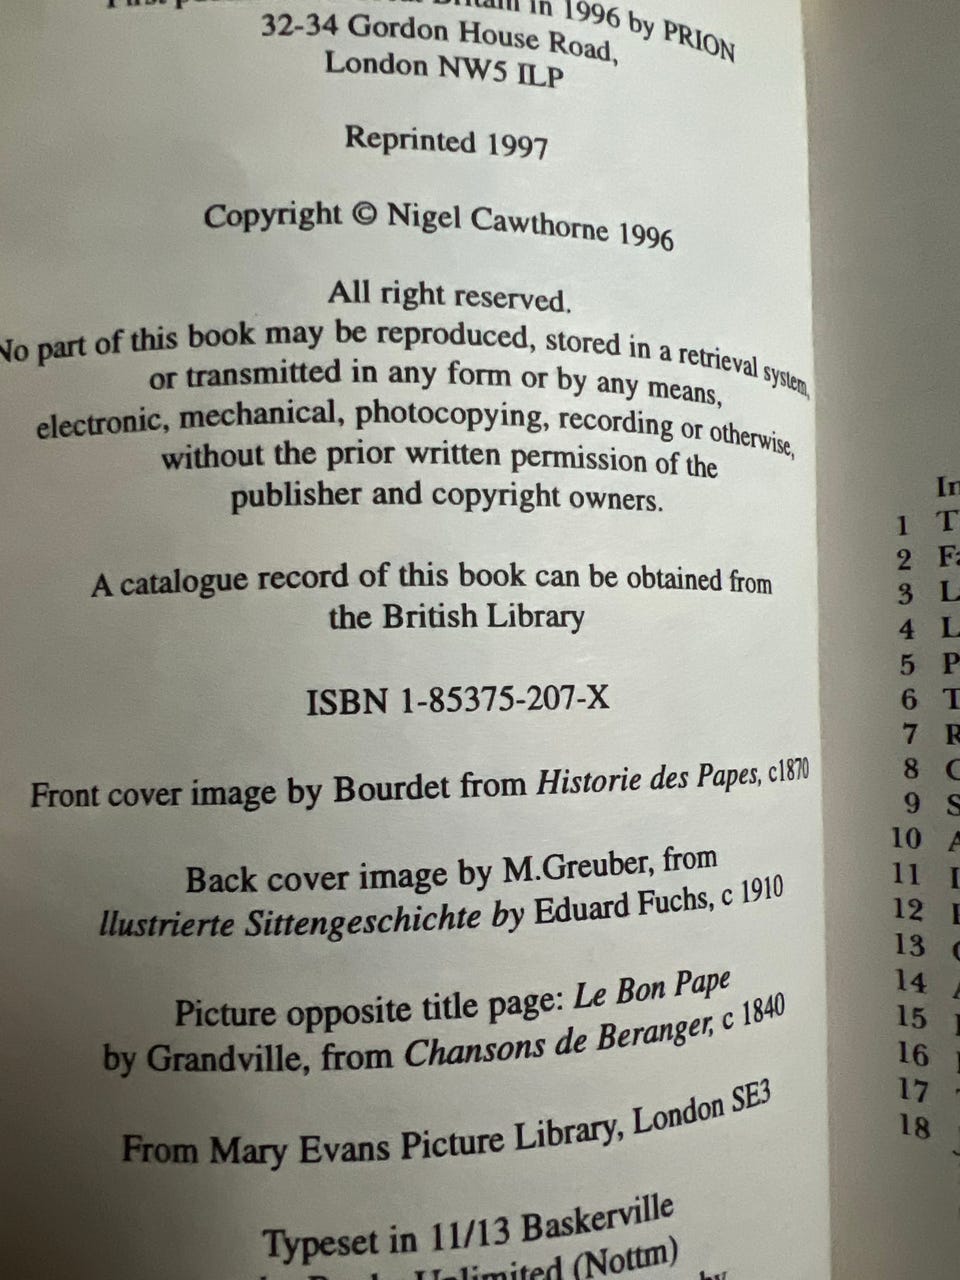 in 1996 by PRION
32-34 Gordon House Road,
London NW5 ILP
Reprinted 1997
Copyright © Nigel Cawthorne 1996
All right reserved.
No part of this book may be reproduced, stored in a retrieval system,
or transmitted in any form or by any means,
electronic, mechanical, photocopying, recording or otherwise,
without the prior written permission of the
publisher and copyright owners.
A catalogue record of this book can be obtained from
the British Library
ISBN 1-85375-207-X
Front cover image by Bourdet from Historie des Papes, c1870
Back cover image by M.Greuber, from
llustrierte Sittengeschichte by Eduard Fuchs, c 1910
Picture opposite title page: Le Bon Pape
by Grandville, from Chansons de Beranger, c 1840
From Mary Evans Picture Library, London SE3
Typeset in 11/13 Baskerville
Unlimited (Nottm)
by
In
1 T
2 Fa
3 L
4 L
5 P
6 T
7 R
8 C
9 S
10 A
11 I
12
13
14
15
16
17
18